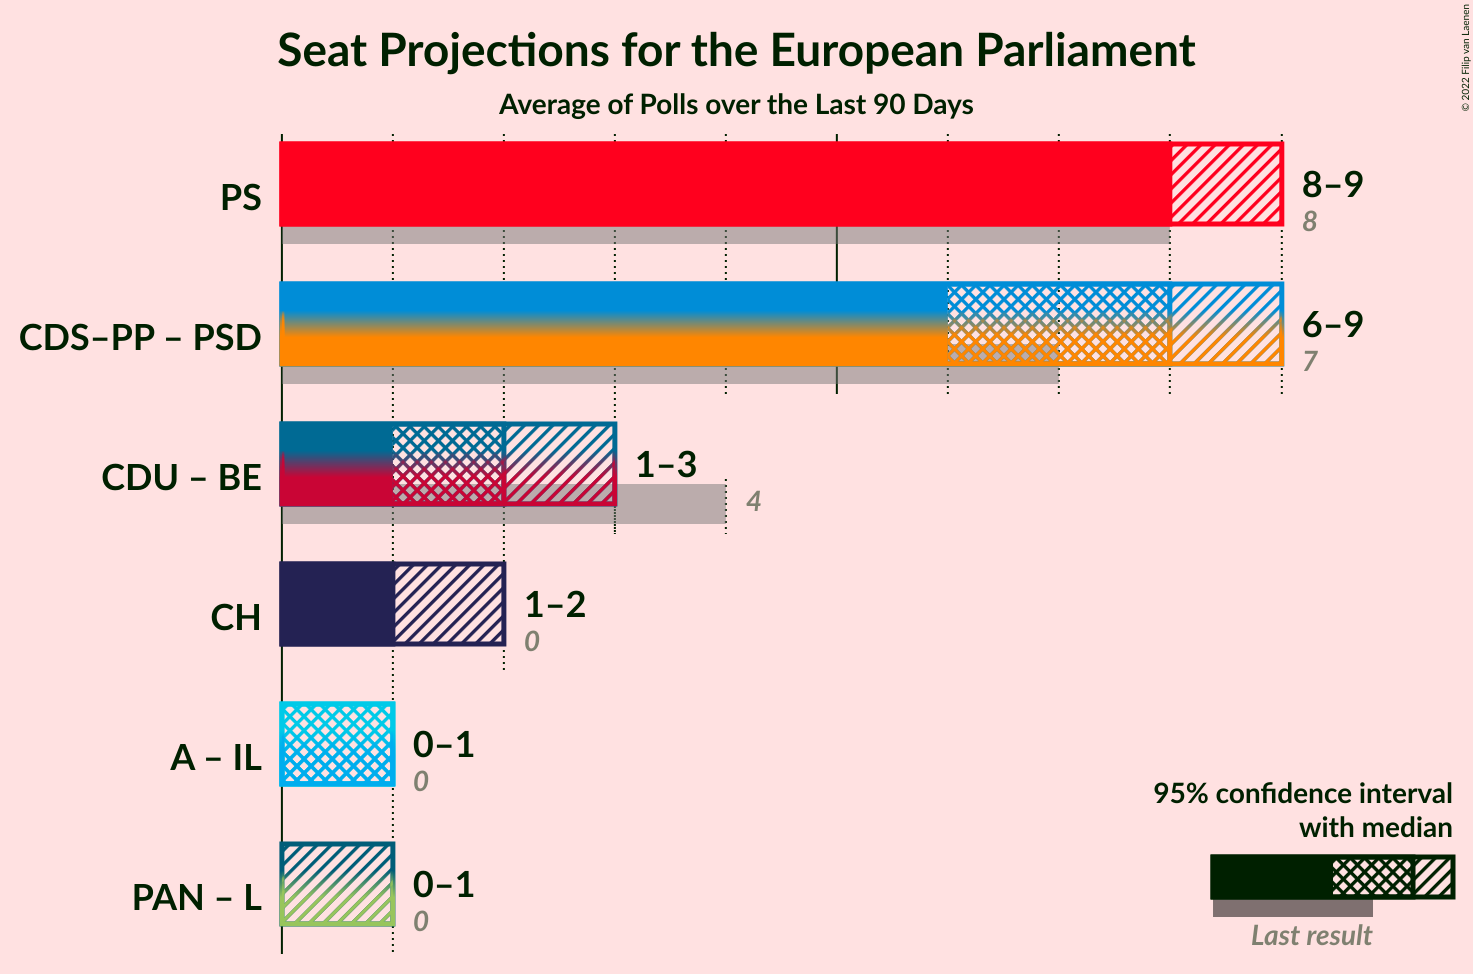 Seat Projections for the European Parliament
Average of Polls over the Last 90 Days
© 2022 Filip van Laenen
PS
8–9
8
CDS–PP – PSD
6–9
7
CDU – BE
1–3
4
CH
1–2
0
A – IL
0–1
0
PAN – L
0–1
0
95% confidence interval
with median
Last result